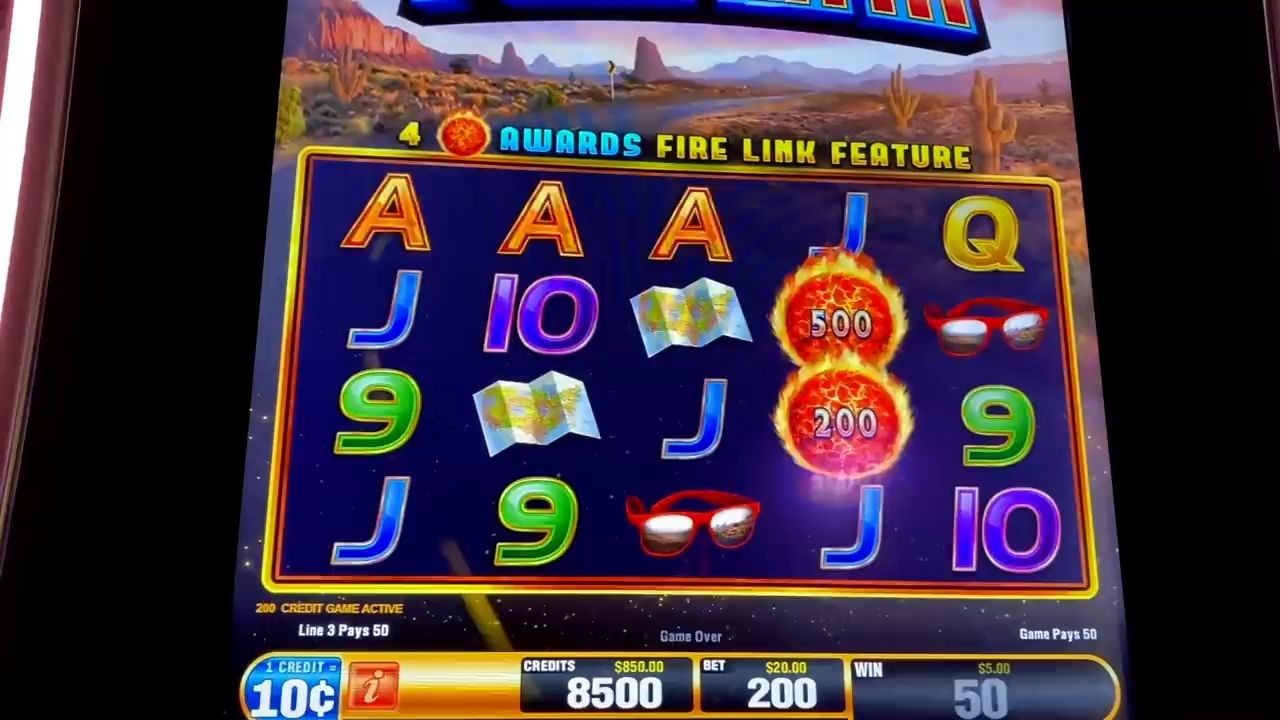 4 AWARDS FIRE LINK FEATURE
A A A J Q
J 10 500
9 J 200 9
J 9 J 10
200 CREDIT GAME ACTIVE
Line 3 Pays 50 Game Over Game Pays 50
1 CREDIT = CREDITS $850.00 BET $20.00 WIN $5.00
10¢ i 8500 200 50